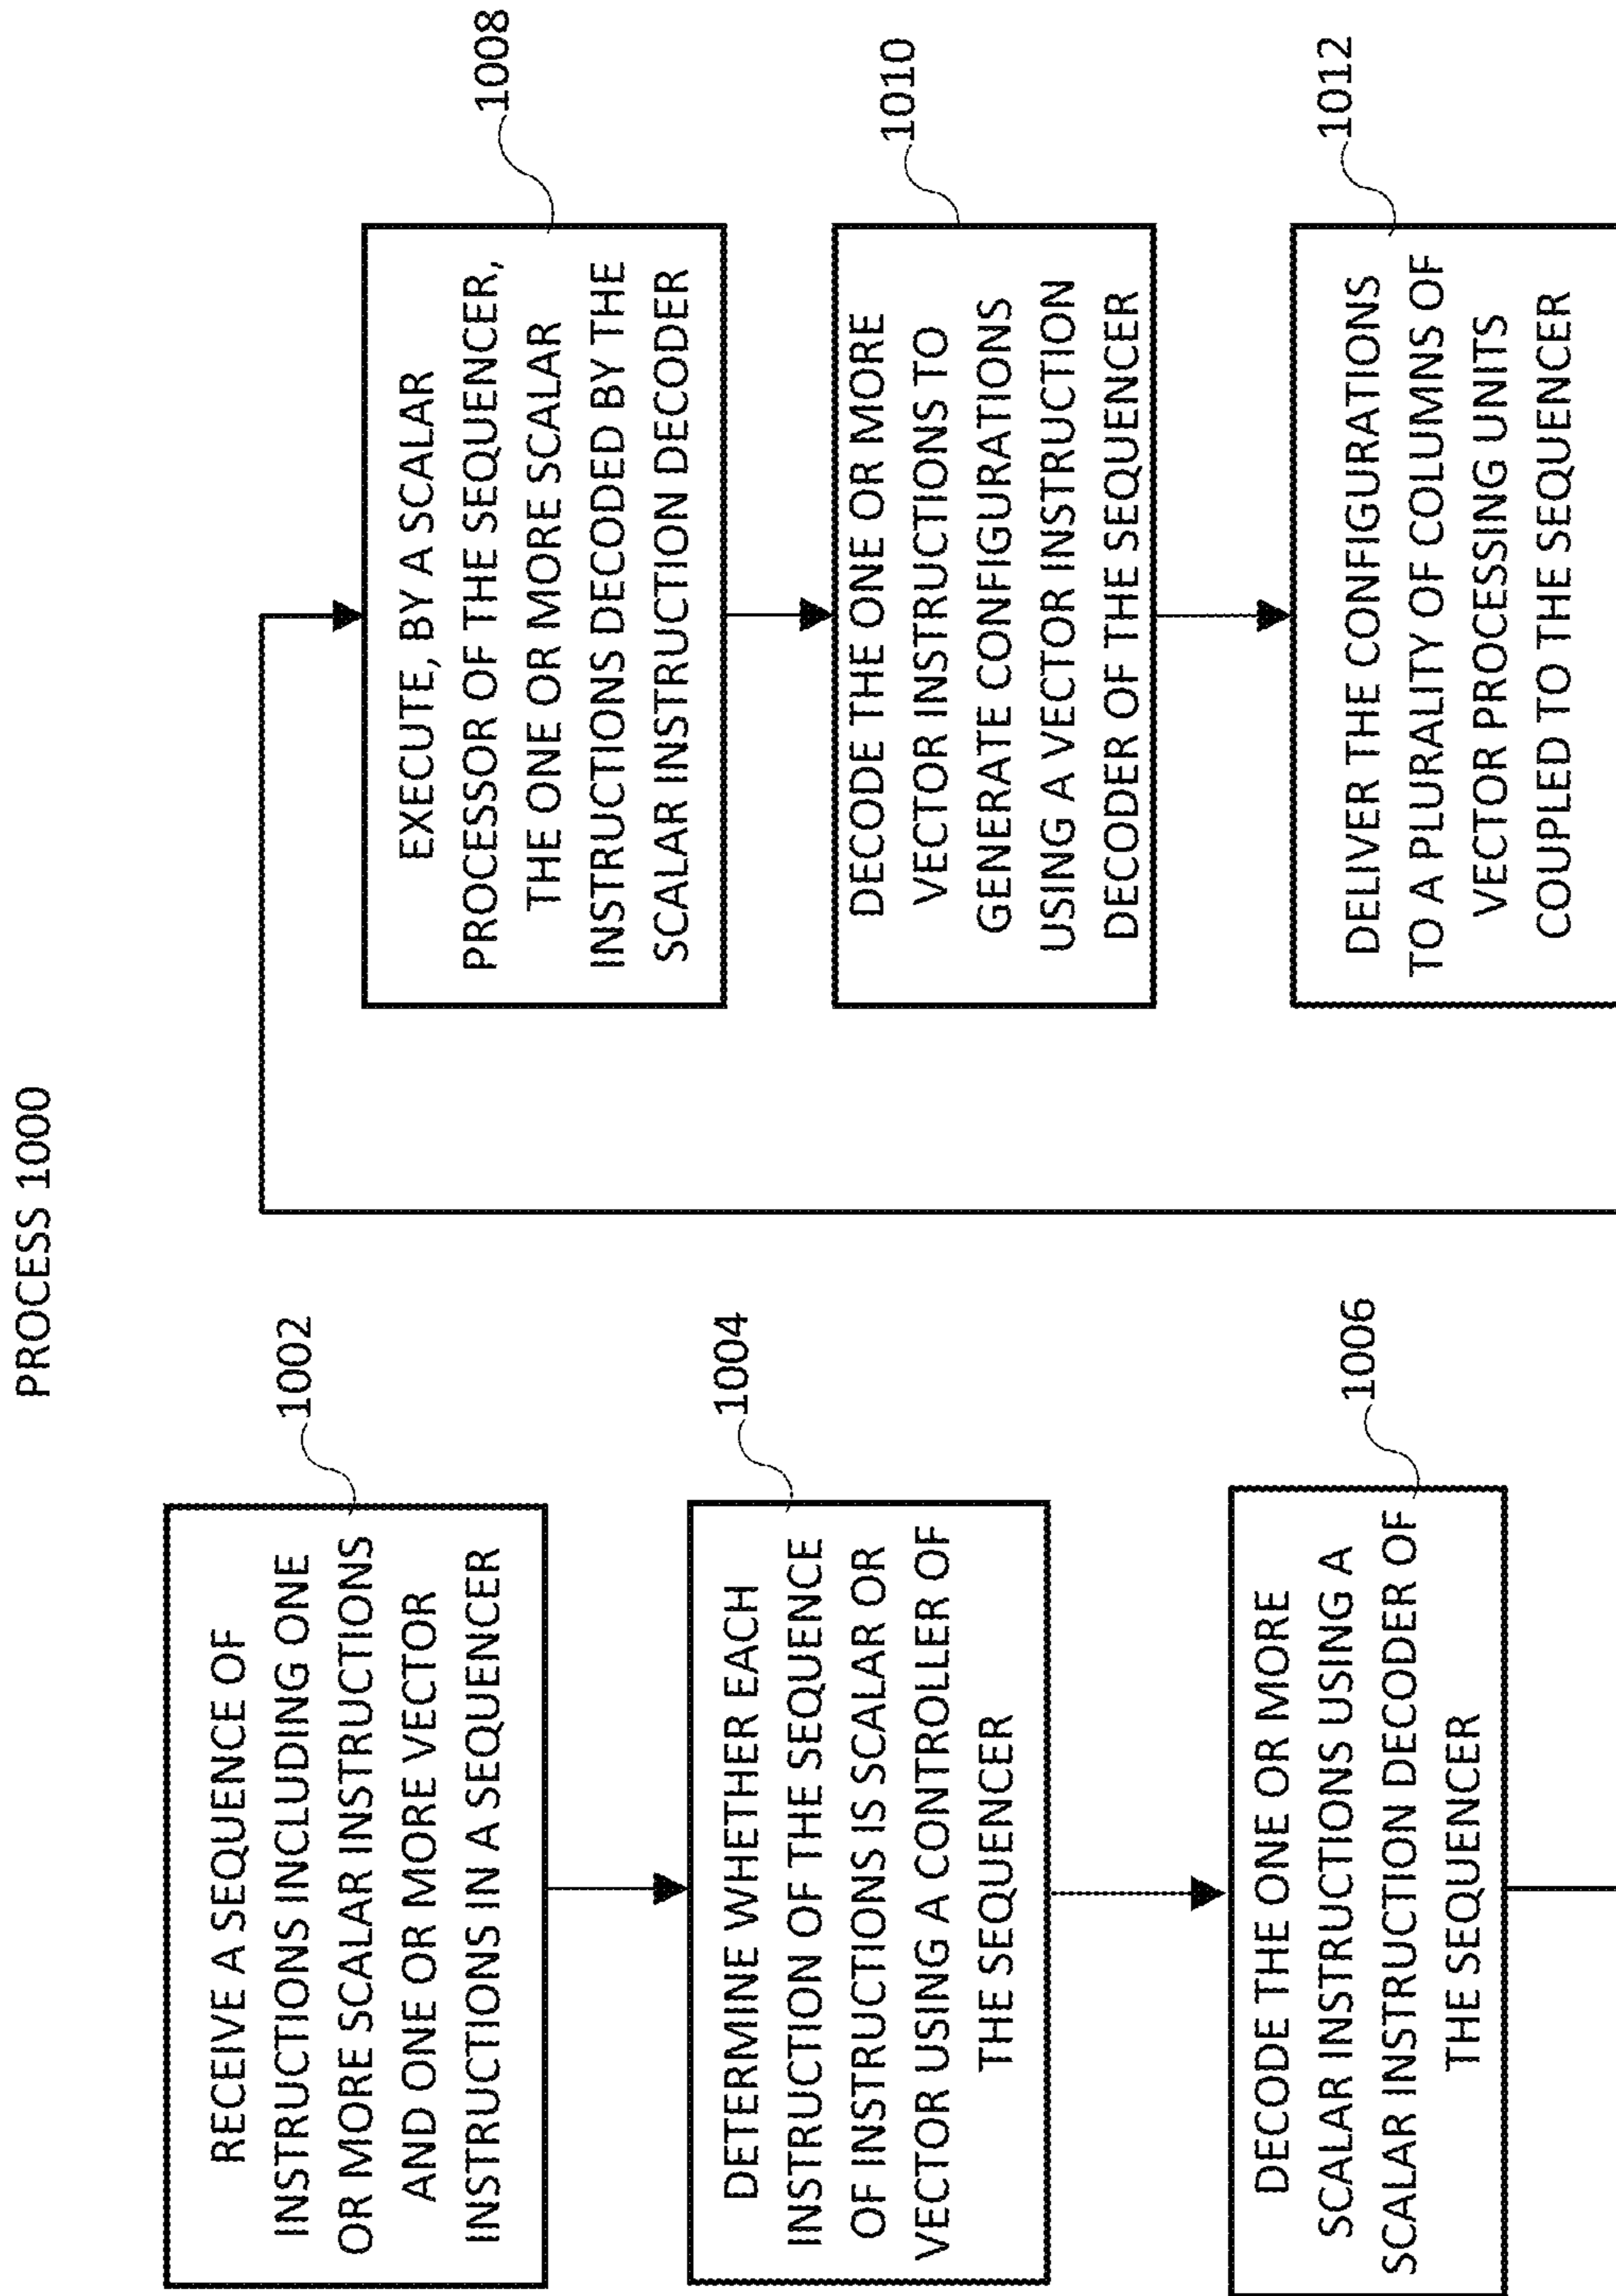 PROCESS 1000
RECEIVE A SEQUENCE OF
INSTRUCTIONS INCLUDING ONE
OR MORE SCALAR INSTRUCTIONS
AND ONE OR MORE VECTOR
INSTRUCTIONS IN A SEQUENCER
1002
DETERMINE WHETHER EACH
INSTRUCTION OF THE SEQUENCE
OF INSTRUCTIONS IS SCALAR OR
VECTOR USING A CONTROLLER OF
THE SEQUENCER
1004
DECODE THE ONE OR MORE
SCALAR INSTRUCTIONS USING A
SCALAR INSTRUCTION DECODER OF
THE SEQUENCER
1006
EXECUTE, BY A SCALAR
PROCESSOR OF THE SEQUENCER,
THE ONE OR MORE SCALAR
INSTRUCTIONS DECODED BY THE
SCALAR INSTRUCTION DECODER
1008
DECODE THE ONE OR MORE
VECTOR INSTRUCTIONS TO
GENERATE CONFIGURATIONS
USING A VECTOR INSTRUCTION
DECODER OF THE SEQUENCER
1010
DELIVER THE CONFIGURATIONS
TO A PLURALITY OF COLUMNS OF
VECTOR PROCESSING UNITS
COUPLED TO THE SEQUENCER
1012